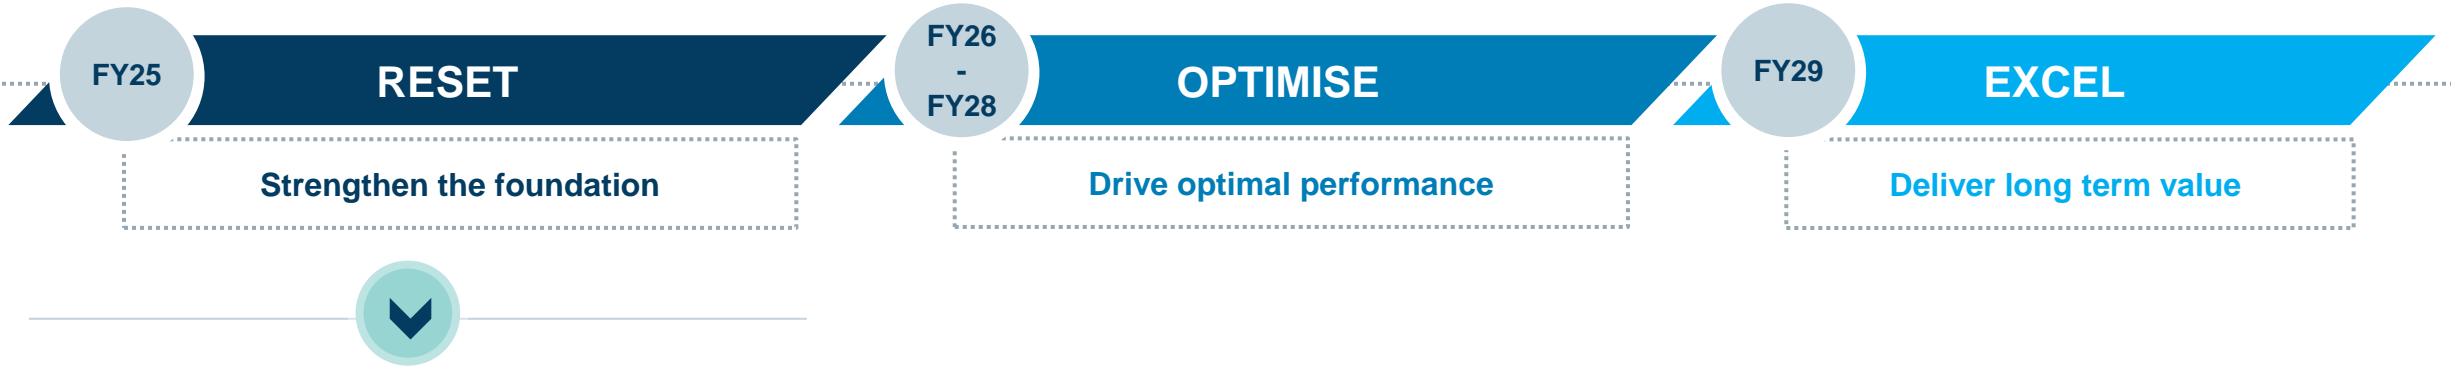 FY25
RESET
Strengthen the foundation
FY26
-
FY28
OPTIMISE
Drive optimal performance
FY29
EXCEL
Deliver long term value